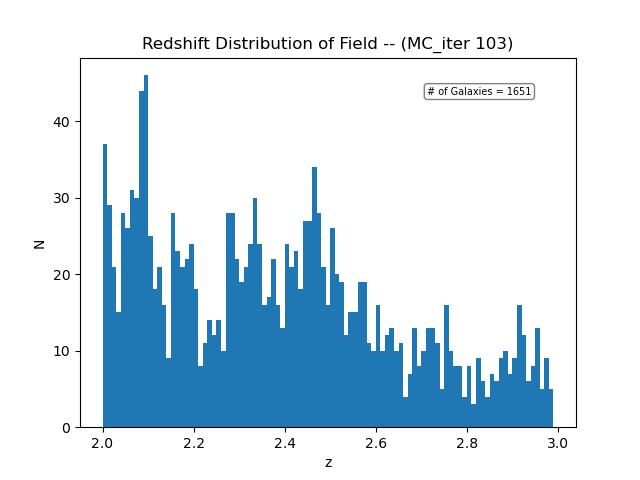 Redshift Distribution of Field -- (MC_iter 103)
# of Galaxies = 1651
N
40
30
20
10
0
2.0 2.2 2.4 2.6 2.8 3.0
z